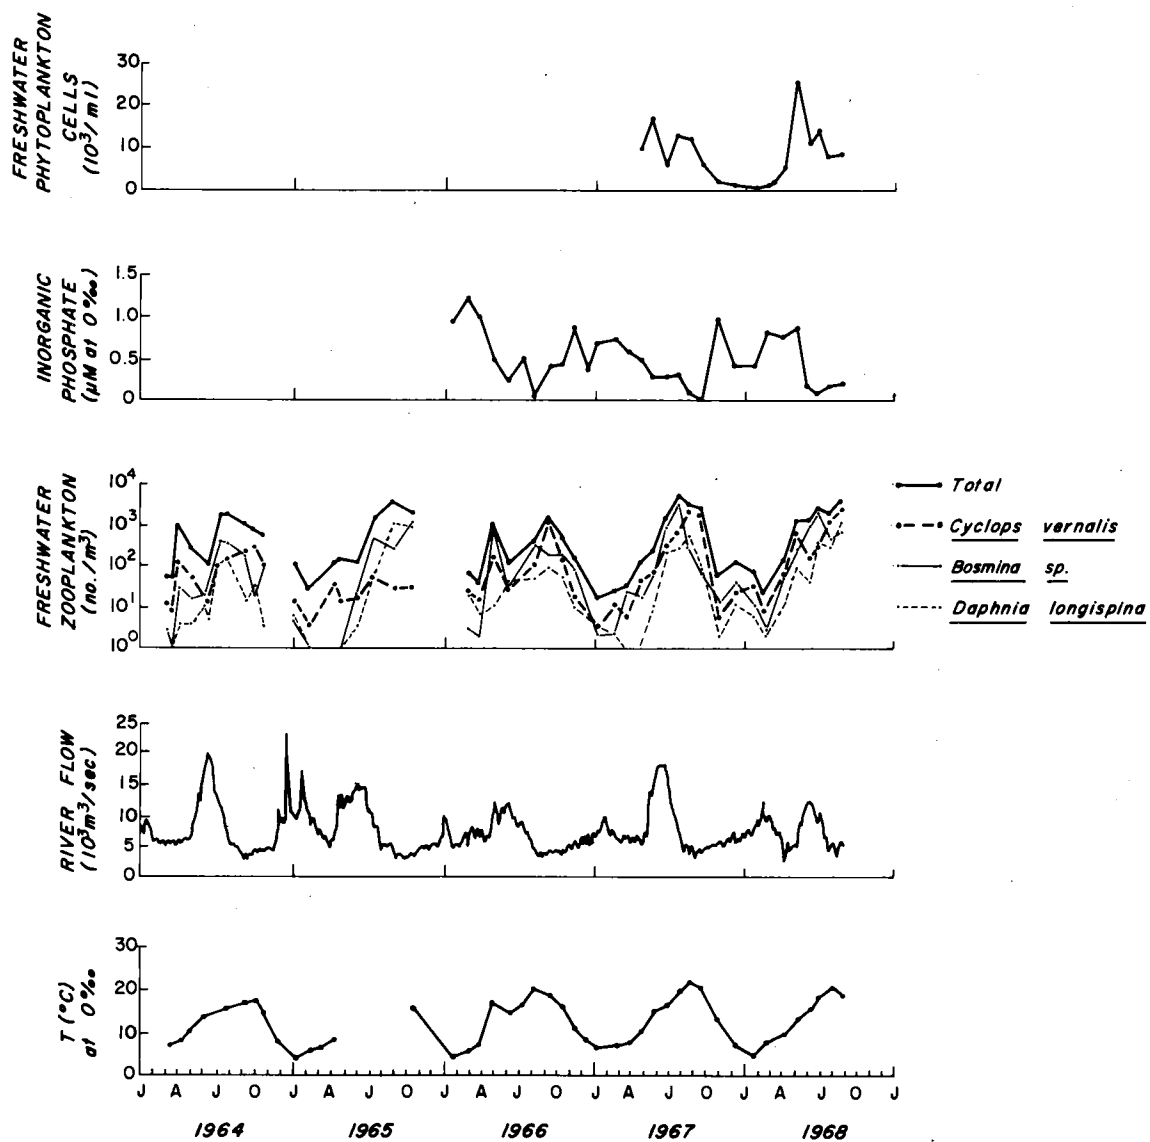 FRESHWATER
PHYTOPLANKTON
CELLS
(10³/ml)
30
20
10
0
INORGANIC
PHOSPHATE
(µM at 0‰)
1.5
1.0
0.5
0
FRESHWATER
ZOOPLANKTON
(no./m³)
10⁴
10³
10²
10¹
10⁰
Total
Cyclops vernalis
Bosmina sp.
Daphnia longispina
RIVER FLOW
(10³m³/sec)
25
20
15
10
5
0
T (°C)
at 0‰
30
20
10
0
J A J O J A J O J A J O J A J O J A J O J
1964 1965 1966 1967 1968